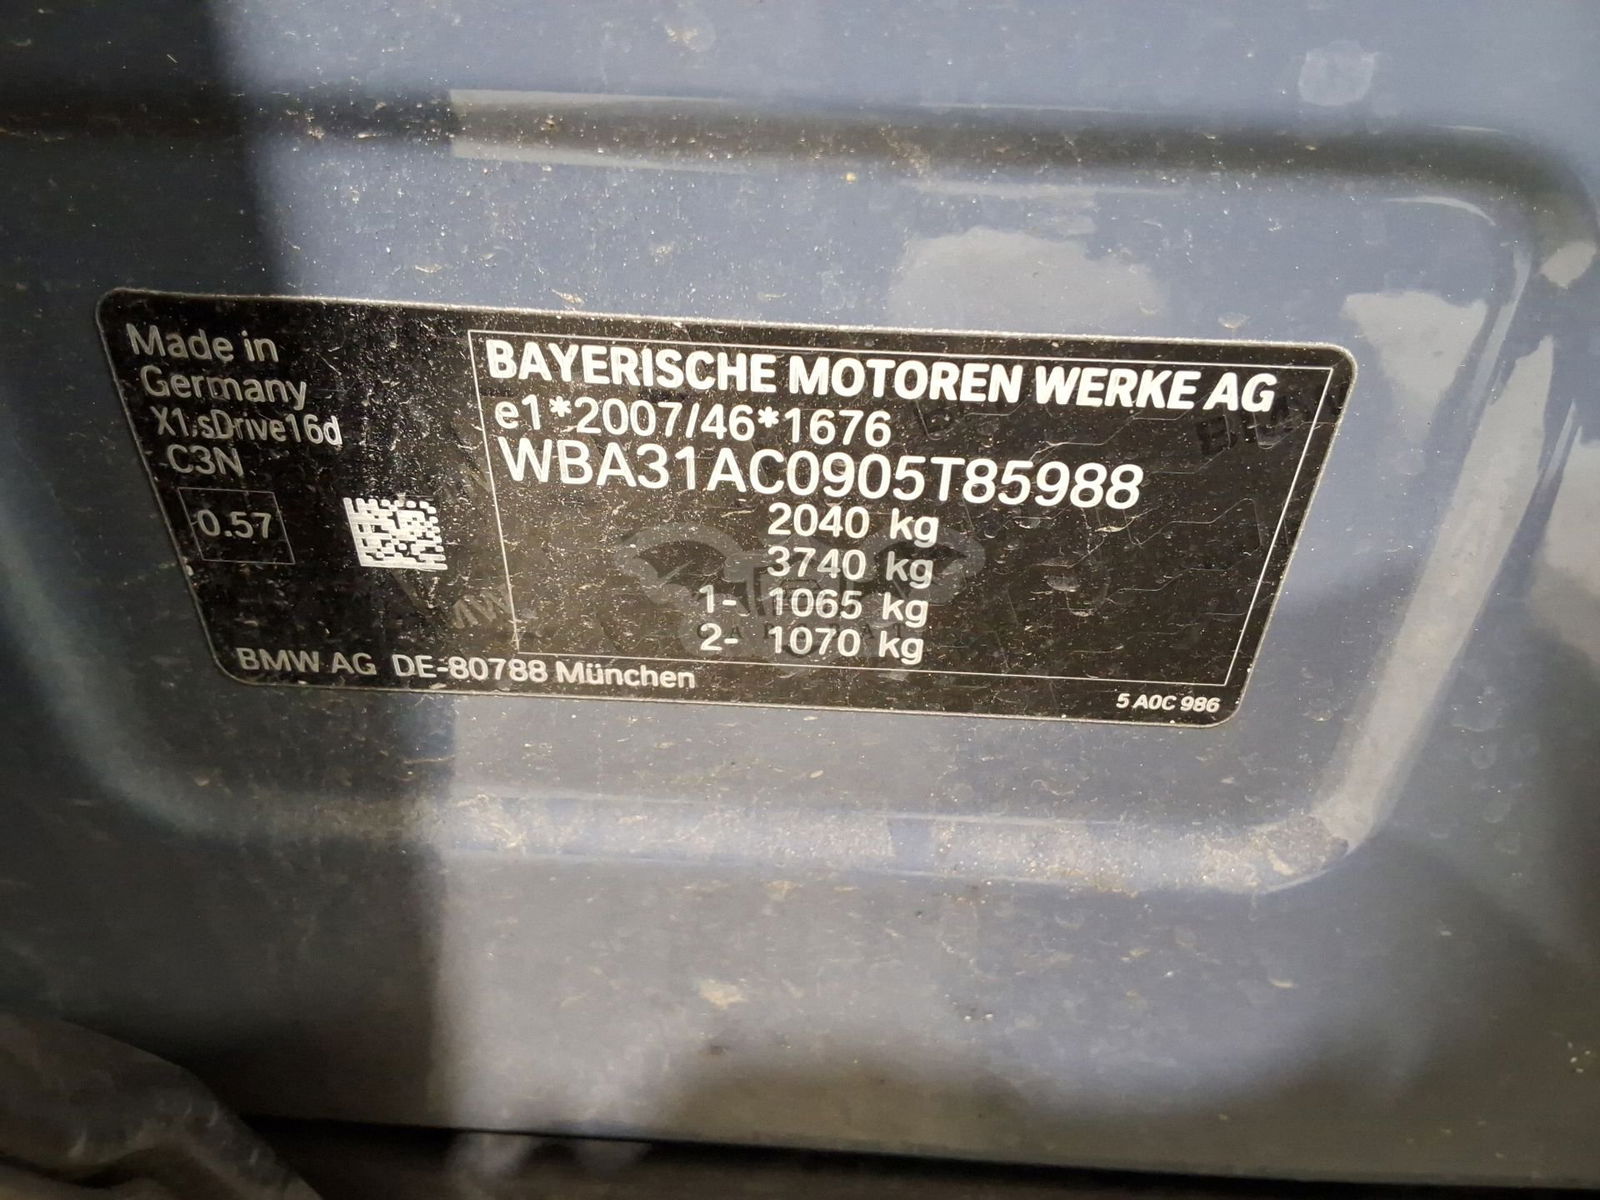 Made in
Germany
X1 sDrive16d
C3N
0.57
BAYERISCHE MOTOREN WERKE AG
e1*2007/46*1676
WBA31AC0905T85988
2040 kg
3740 kg
1- 1065 kg
2- 1070 kg
BMW AG DE-80788 München
5 A0C 986